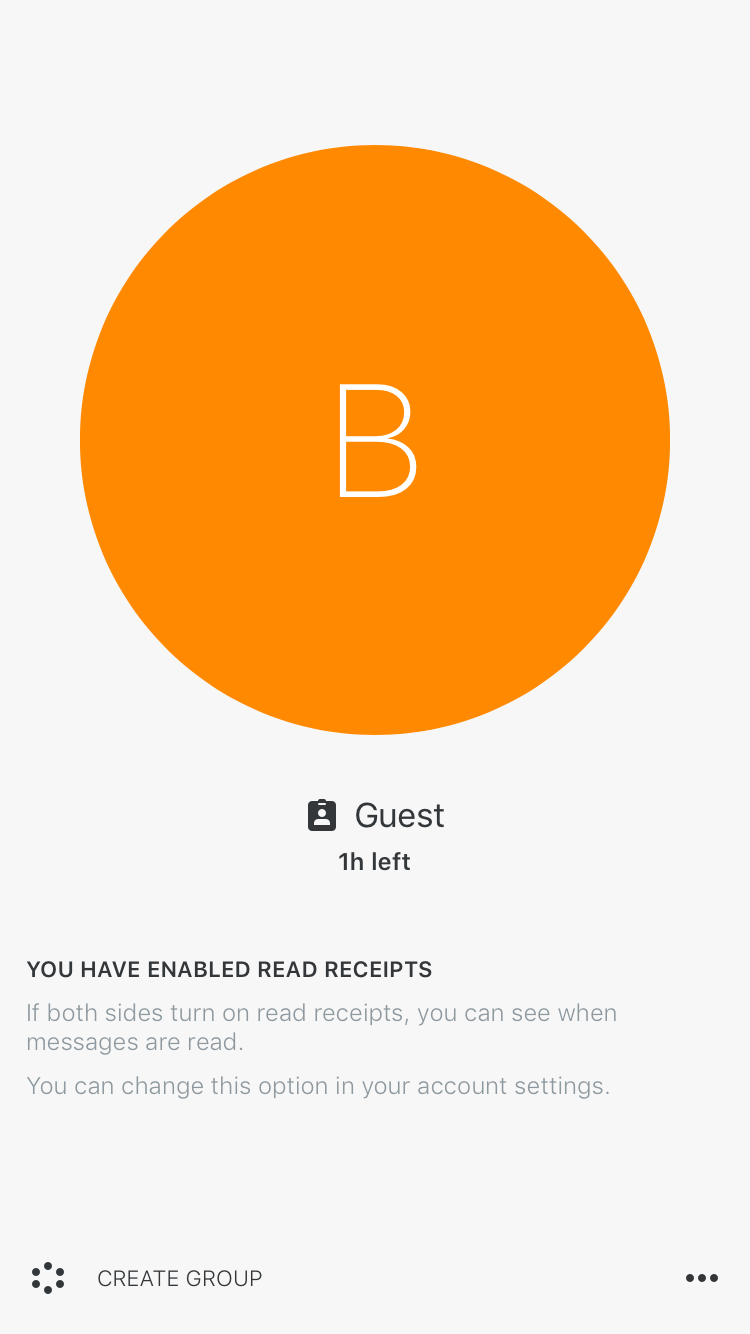 B
Guest
1h left
YOU HAVE ENABLED READ RECEIPTS
If both sides turn on read receipts, you can see when
messages are read.
You can change this option in your account settings.
CREATE GROUP